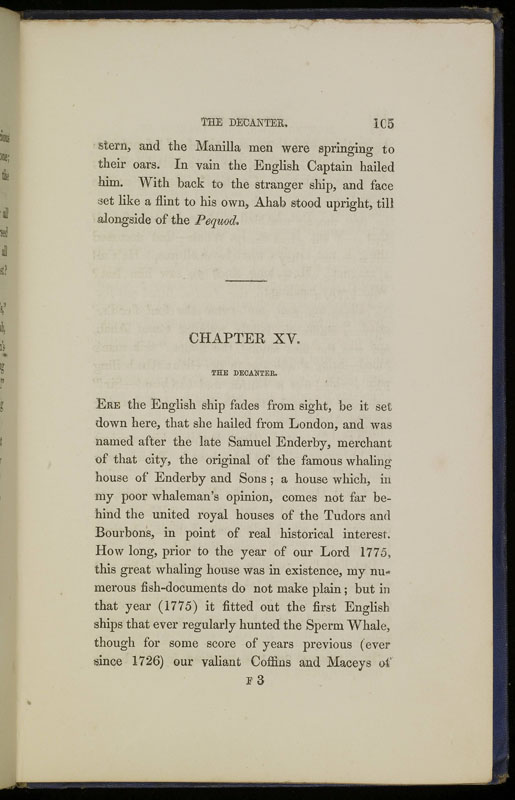 THE DECANTER. 105
stern, and the Manilla men were springing to
their oars. In vain the English Captain hailed
him. With back to the stranger ship, and face
set like a flint to his own, Ahab stood upright, till
alongside of the Pequod.
CHAPTER XV.
THE DECANTER.
ERE the English ship fades from sight, be it set
down here, that she hailed from London, and was
named after the late Samuel Enderby, merchant
of that city, the original of the famous whaling
house of Enderby and Sons; a house which, in
my poor whaleman's opinion, comes not far be-
hind the united royal houses of the Tudors and
Bourbons, in point of real historical interest.
How long, prior to the year of our Lord 1775,
this great whaling house was in existence, my nu-
merous fish-documents do not make plain; but in
that year (1775) it fitted out the first English
ships that ever regularly hunted the Sperm Whale,
though for some score of years previous (ever
since 1726) our valiant Coffins and Maceys of
F 3